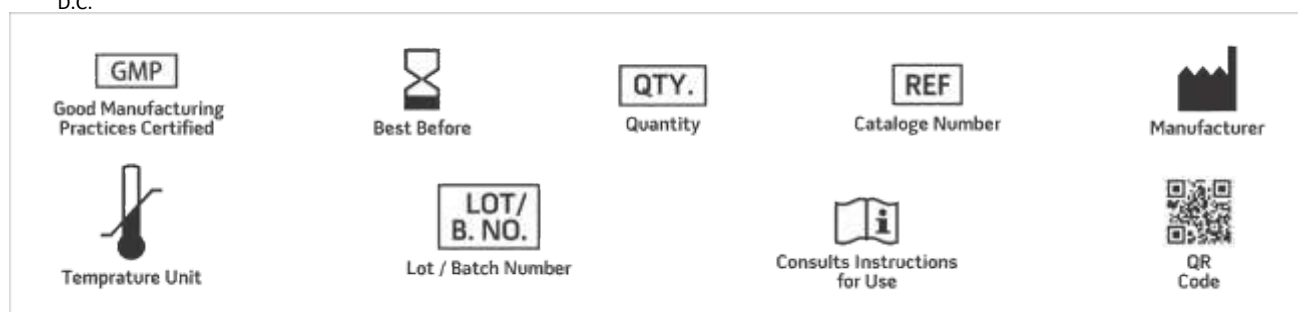 D.C.
GMP
Good Manufacturing
Practices Certified
Best Before
QTY.
Quantity
REF
Cataloge Number
Manufacturer
Temprature Unit
LOT/
B. NO.
Lot / Batch Number
i
Consults Instructions
for Use
QR
Code